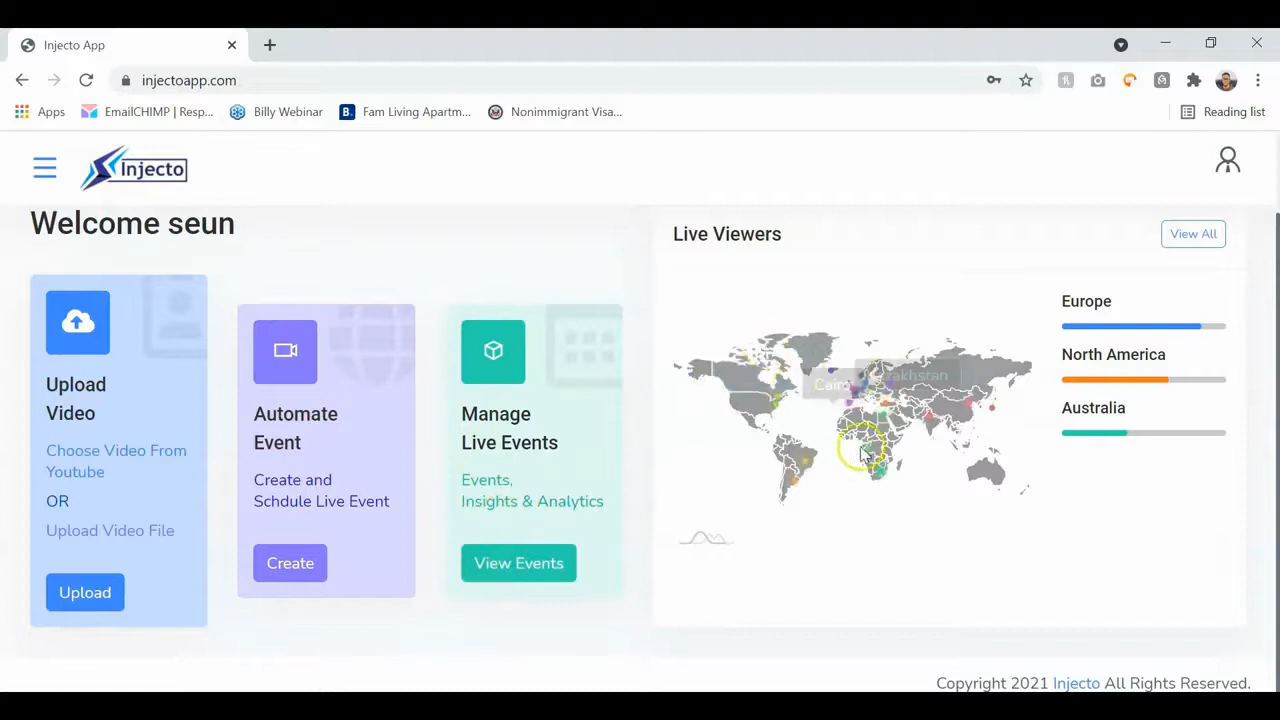 Injecto App
injectoapp.com
Apps
EmailCHIMP | Resp...
Billy Webinar
Fam Living Apartm...
Nonimmigrant Visa...
Reading list
Injecto
Welcome seun
Upload
Video
Choose Video From
Youtube
OR
Upload Video File
Upload
Automate
Event
Create and
Schdule Live Event
Create
Manage
Live Events
Events,
Insights & Analytics
View Events
Live Viewers
View All
Europe
North America
Australia
Copyright 2021 Injecto All Rights Reserved.